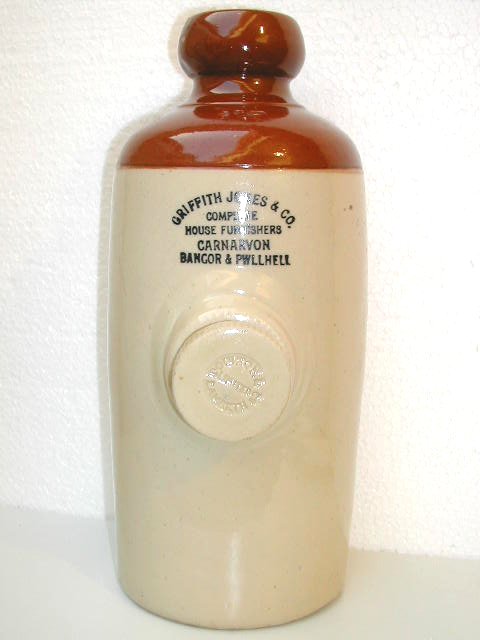 GRIFFITH JONES & CO.
COMPLETE
HOUSE FURNISHERS
CARNARVON
BANGOR & PWLLHELI